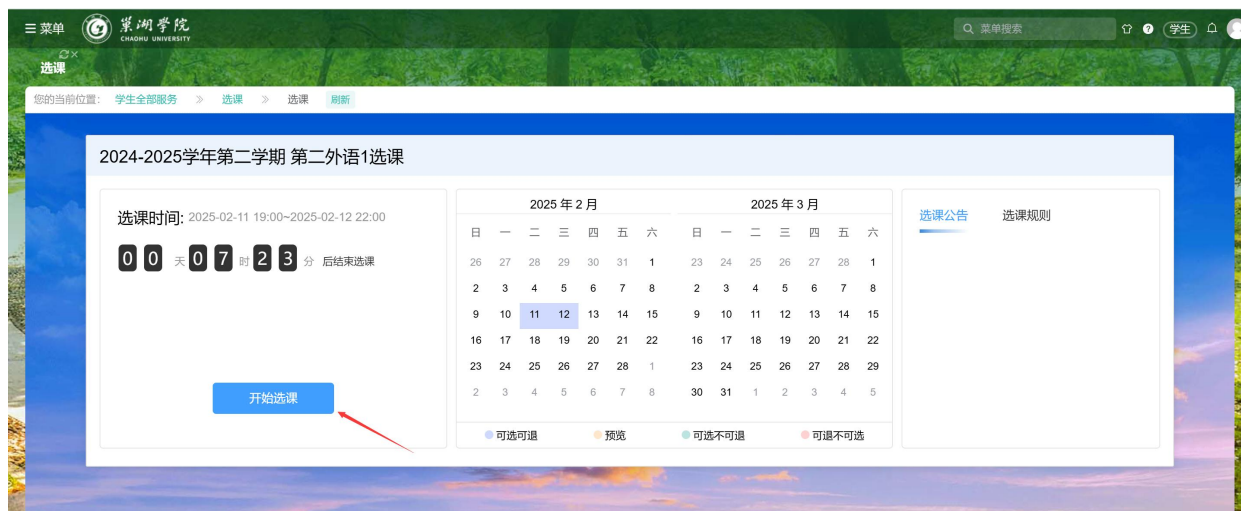 菜单
巢湖学院
CHAOHU UNIVERSITY
菜单搜索
学生
选课
您的当前位置： 学生全部服务 » 选课 » 选课 刷新
2024-2025学年第二学期 第二外语1选课
选课时间: 2025-02-11 19:00~2025-02-12 22:00
00 天 07 时 23 分 后结束选课
开始选课
2025 年 2 月
日 一 二 三 四 五 六
26 27 28 29 30 31 1
2 3 4 5 6 7 8
9 10 11 12 13 14 15
16 17 18 19 20 21 22
23 24 25 26 27 28 1
2 3 4 5 6 7 8
2025 年 3 月
日 一 二 三 四 五 六
23 24 25 26 27 28 1
2 3 4 5 6 7 8
9 10 11 12 13 14 15
16 17 18 19 20 21 22
23 24 25 26 27 28 29
30 31 1 2 3 4 5
可选可退 预览 可选不可退 可退不可选
选课公告 选课规则